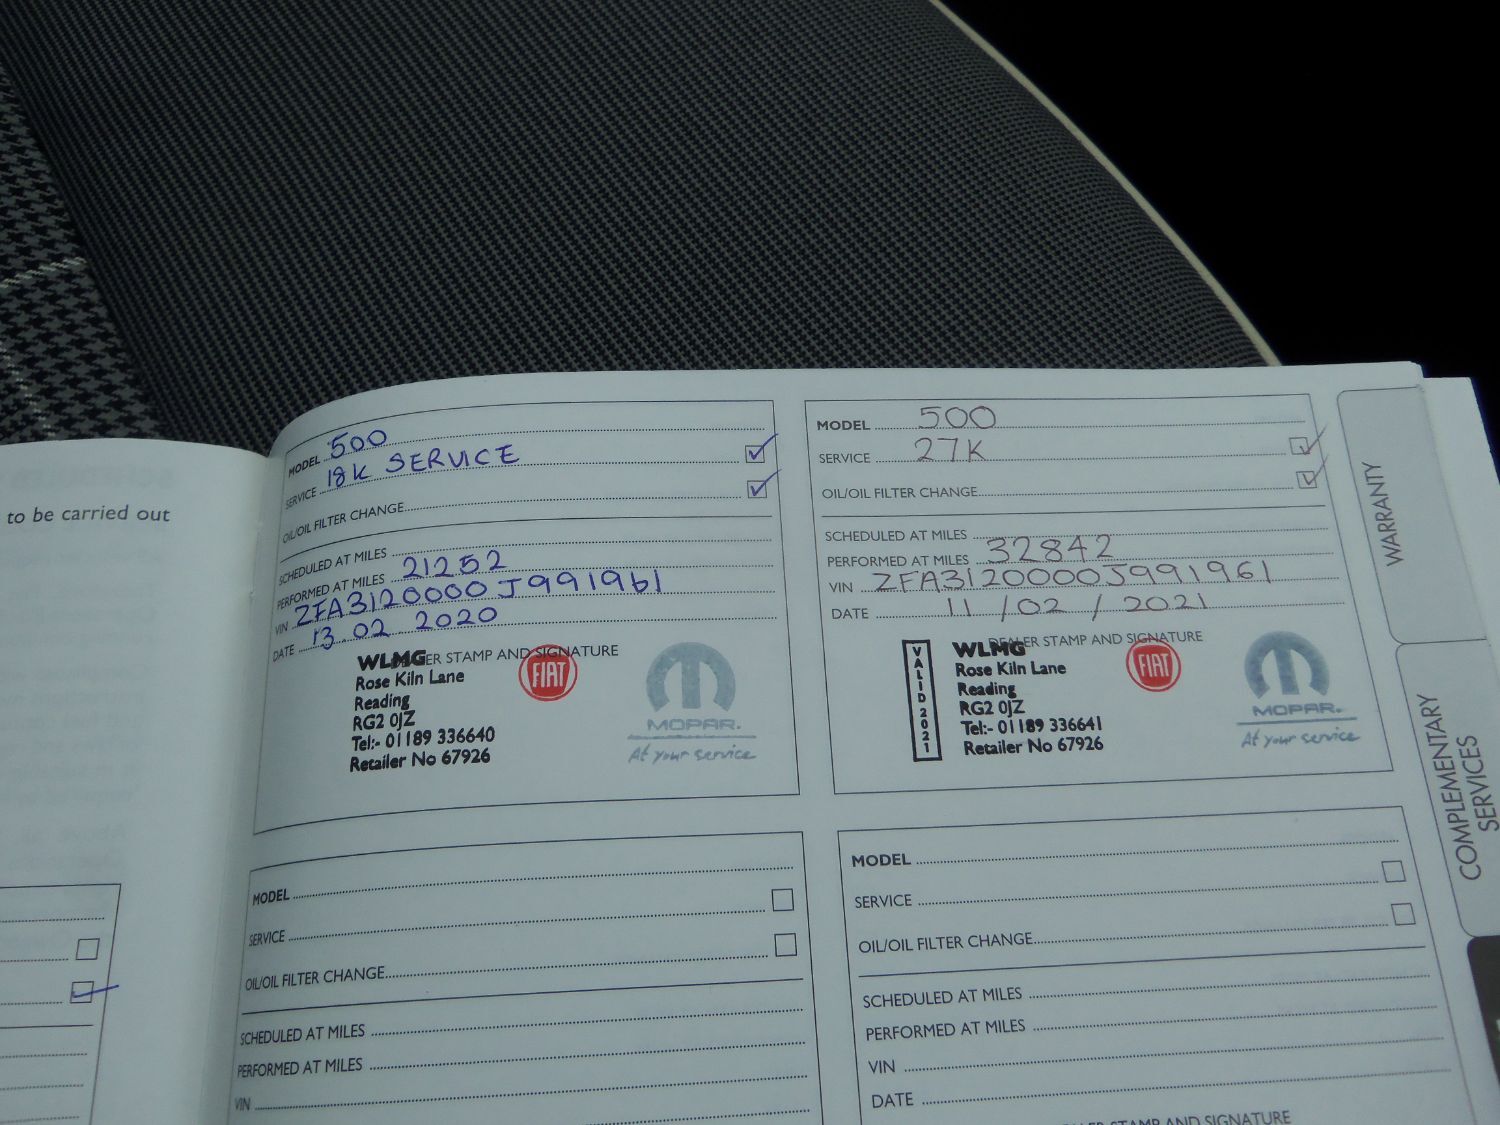 to be carried out
MODEL 500
SERVICE 18K SERVICE
OIL/OIL FILTER CHANGE
SCHEDULED AT MILES
PERFORMED AT MILES 21252
VIN ZFA3120000J991961
DATE 13.02 2020
DEALER STAMP AND SIGNATURE
WLMG
Rose Kiln Lane
Reading
RG2 0JZ
Tel:- 01189 336640
Retailer No 67926
FIAT
MOPAR.
At your service
MODEL 500
SERVICE 27K
OIL/OIL FILTER CHANGE
SCHEDULED AT MILES
PERFORMED AT MILES 32842
VIN ZFA3120000J991961
DATE 11/02/2021
DEALER STAMP AND SIGNATURE
VALID 2021
WLMG
Rose Kiln Lane
Reading
RG2 0JZ
Tel:- 01189 336641
Retailer No 67926
FIAT
MOPAR.
At your service
MODEL
SERVICE
OIL/OIL FILTER CHANGE
SCHEDULED AT MILES
PERFORMED AT MILES
VIN
MODEL
SERVICE
OIL/OIL FILTER CHANGE
SCHEDULED AT MILES
PERFORMED AT MILES
VIN
DATE
DEALER STAMP AND SIGNATURE
WARRANTY
COMPLEMENTARY
SERVICES